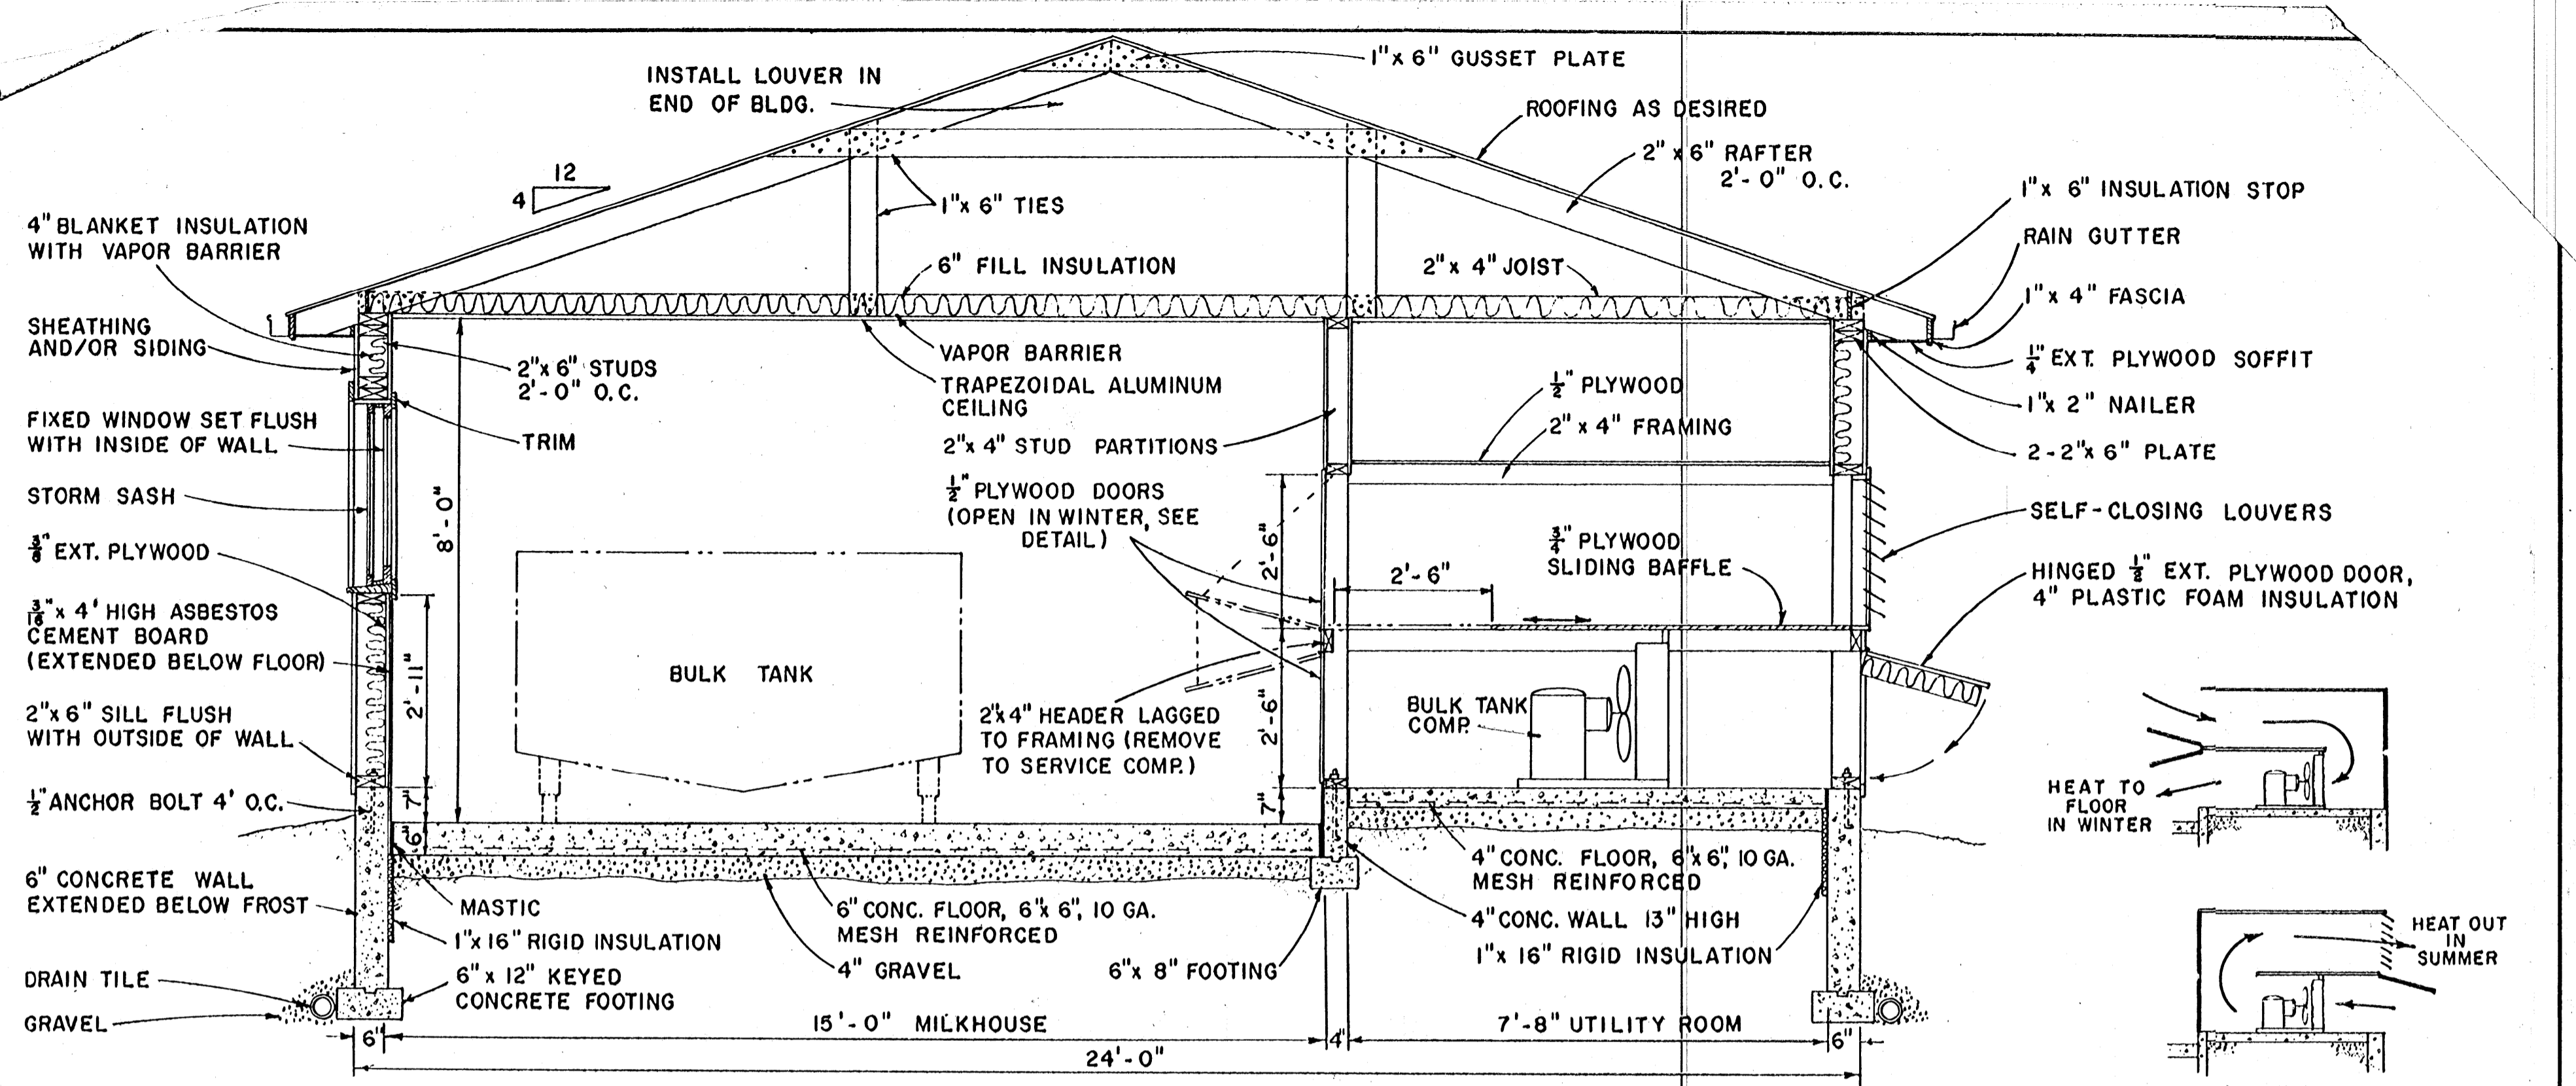 INSTALL LOUVER IN
END OF BLDG.
1"x 6" GUSSET PLATE
ROOFING AS DESIRED
2" x 6" RAFTER
2'-0" O.C.
12
4
1"x 6" TIES
6" FILL INSULATION
2"x 4" JOIST
1"x 6" INSULATION STOP
RAIN GUTTER
1"x 4" FASCIA
1/4" EXT. PLYWOOD SOFFIT
1"x 2" NAILER
2-2"x 6" PLATE
SELF-CLOSING LOUVERS
HINGED 1/2" EXT. PLYWOOD DOOR,
4" PLASTIC FOAM INSULATION
4" BLANKET INSULATION
WITH VAPOR BARRIER
SHEATHING
AND/OR SIDING
FIXED WINDOW SET FLUSH
WITH INSIDE OF WALL
STORM SASH
3/8" EXT. PLYWOOD
3/16"x 4' HIGH ASBESTOS
CEMENT BOARD
(EXTENDED BELOW FLOOR)
2"x 6" SILL FLUSH
WITH OUTSIDE OF WALL
1/2" ANCHOR BOLT 4' O.C.
6" CONCRETE WALL
EXTENDED BELOW FROST
DRAIN TILE
GRAVEL
2"x 6" STUDS
2'-0" O.C.
TRIM
8'-0"
2'-11"
7"
6"
VAPOR BARRIER
TRAPEZOIDAL ALUMINUM
CEILING
2"x 4" STUD PARTITIONS
1/2" PLYWOOD DOORS
(OPEN IN WINTER, SEE
DETAIL)
BULK TANK
2"x4" HEADER LAGGED
TO FRAMING (REMOVE
TO SERVICE COMP.)
1/2" PLYWOOD
2" x 4" FRAMING
3/4" PLYWOOD
SLIDING BAFFLE
2'-6"
2'-6"
2'-6"
7"
BULK TANK
COMP.
MASTIC
1"x 16" RIGID INSULATION
6" x 12" KEYED
CONCRETE FOOTING
6" CONC. FLOOR, 6"x 6", 10 GA.
MESH REINFORCED
4" GRAVEL
6"x 8" FOOTING
4" CONC. FLOOR, 6"x 6", 10 GA.
MESH REINFORCED
4" CONC. WALL 13" HIGH
1"x 16" RIGID INSULATION
HEAT TO
FLOOR
IN WINTER
HEAT OUT
IN
SUMMER
6"
15'-0" MILKHOUSE
4"
7'-8" UTILITY ROOM
6"
24'-0"